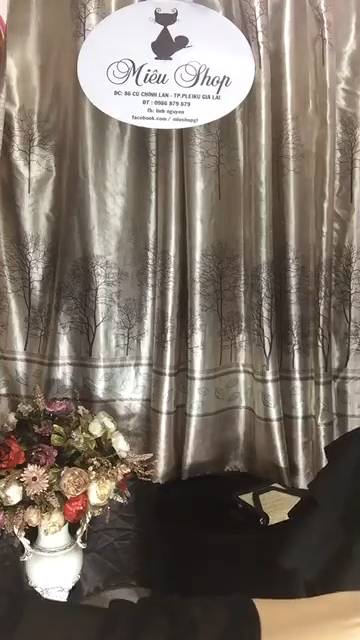 Miêu Shop
ĐC: 86 CÙ CHÍNH LAN - TP.PLEIKU GIA LAI
ĐT : 0966 879 679
fb: linh nguyen
facebook.com / mieushopgl